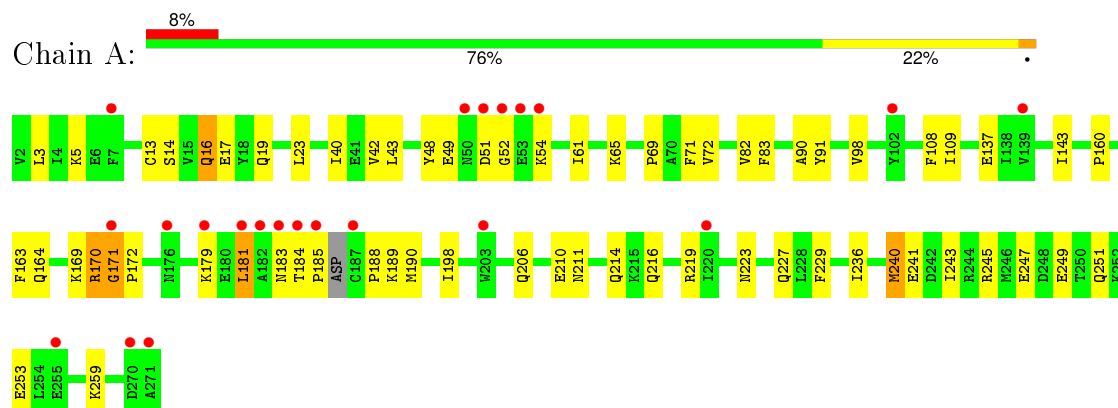 8%
Chain A:
76% 22% •
V2 L3 I4 K5 E6 F7 C13 S14 V15 Q16 E17 Y18 Q19 L23 I40 E41 V42 L43 Y48 E49 N50 D51 G52 E53 K54 I61 K65 P69 A70 F71 V72 V82 F83 A90 Y91 V98 Y102 F108 I109 E137 I138 V139 I143 P160
F163 Q164 K169 R170 G171 P172 N176 K179 E180 L181 A182 N183 T184 P185 ASP C187 P188 K189 M190 I198 W203 Q206 E210 N211 Q214 K215 Q216 R219 I220 N223 Q227 L228 F229 I236 M240 E241 D242 I243 R244 R245 M246 E247 D248 E249 T250 Q251 K252
E253 L254 E255 K259 D270 A271